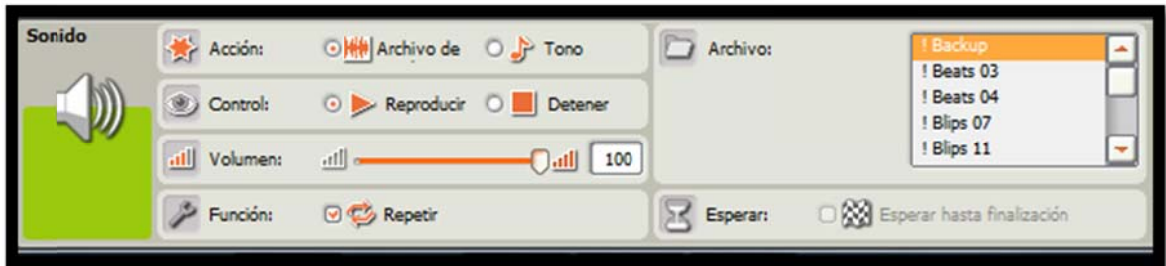 Sonido
Acción: Archivo de Tono
Control: Reproducir Detener
Volumen: 100
Función: Repetir
Archivo:
! Backup
! Beats 03
! Beats 04
! Blips 07
! Blips 11
Esperar: Esperar hasta finalización